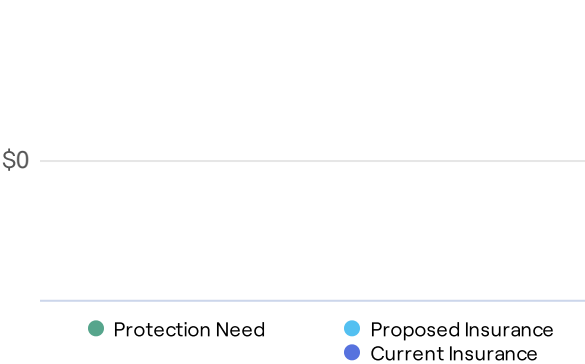 $0
Protection Need
Proposed Insurance
Current Insurance